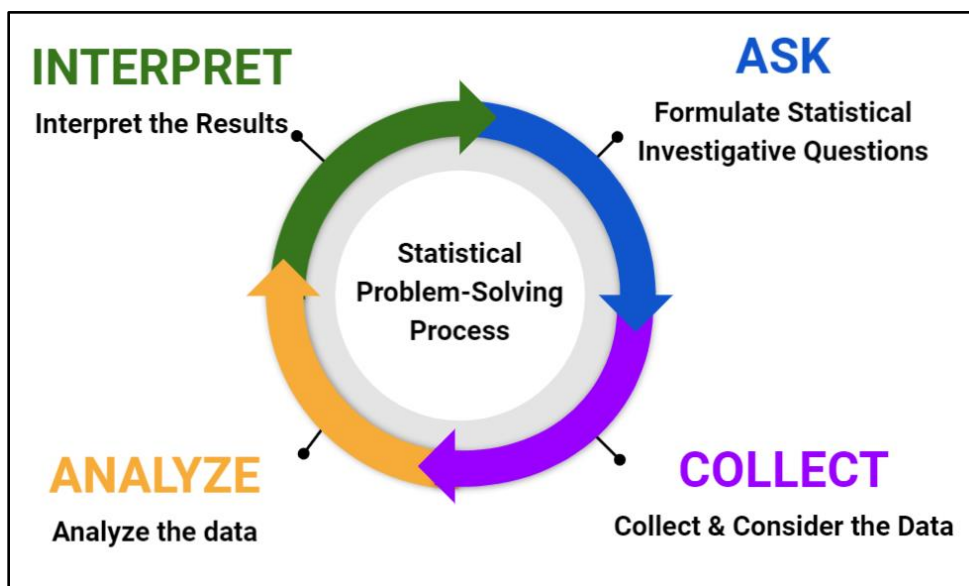 INTERPRET
Interpret the Results
ASK
Formulate Statistical
Investigative Questions
Statistical
Problem-Solving
Process
ANALYZE
Analyze the data
COLLECT
Collect & Consider the Data